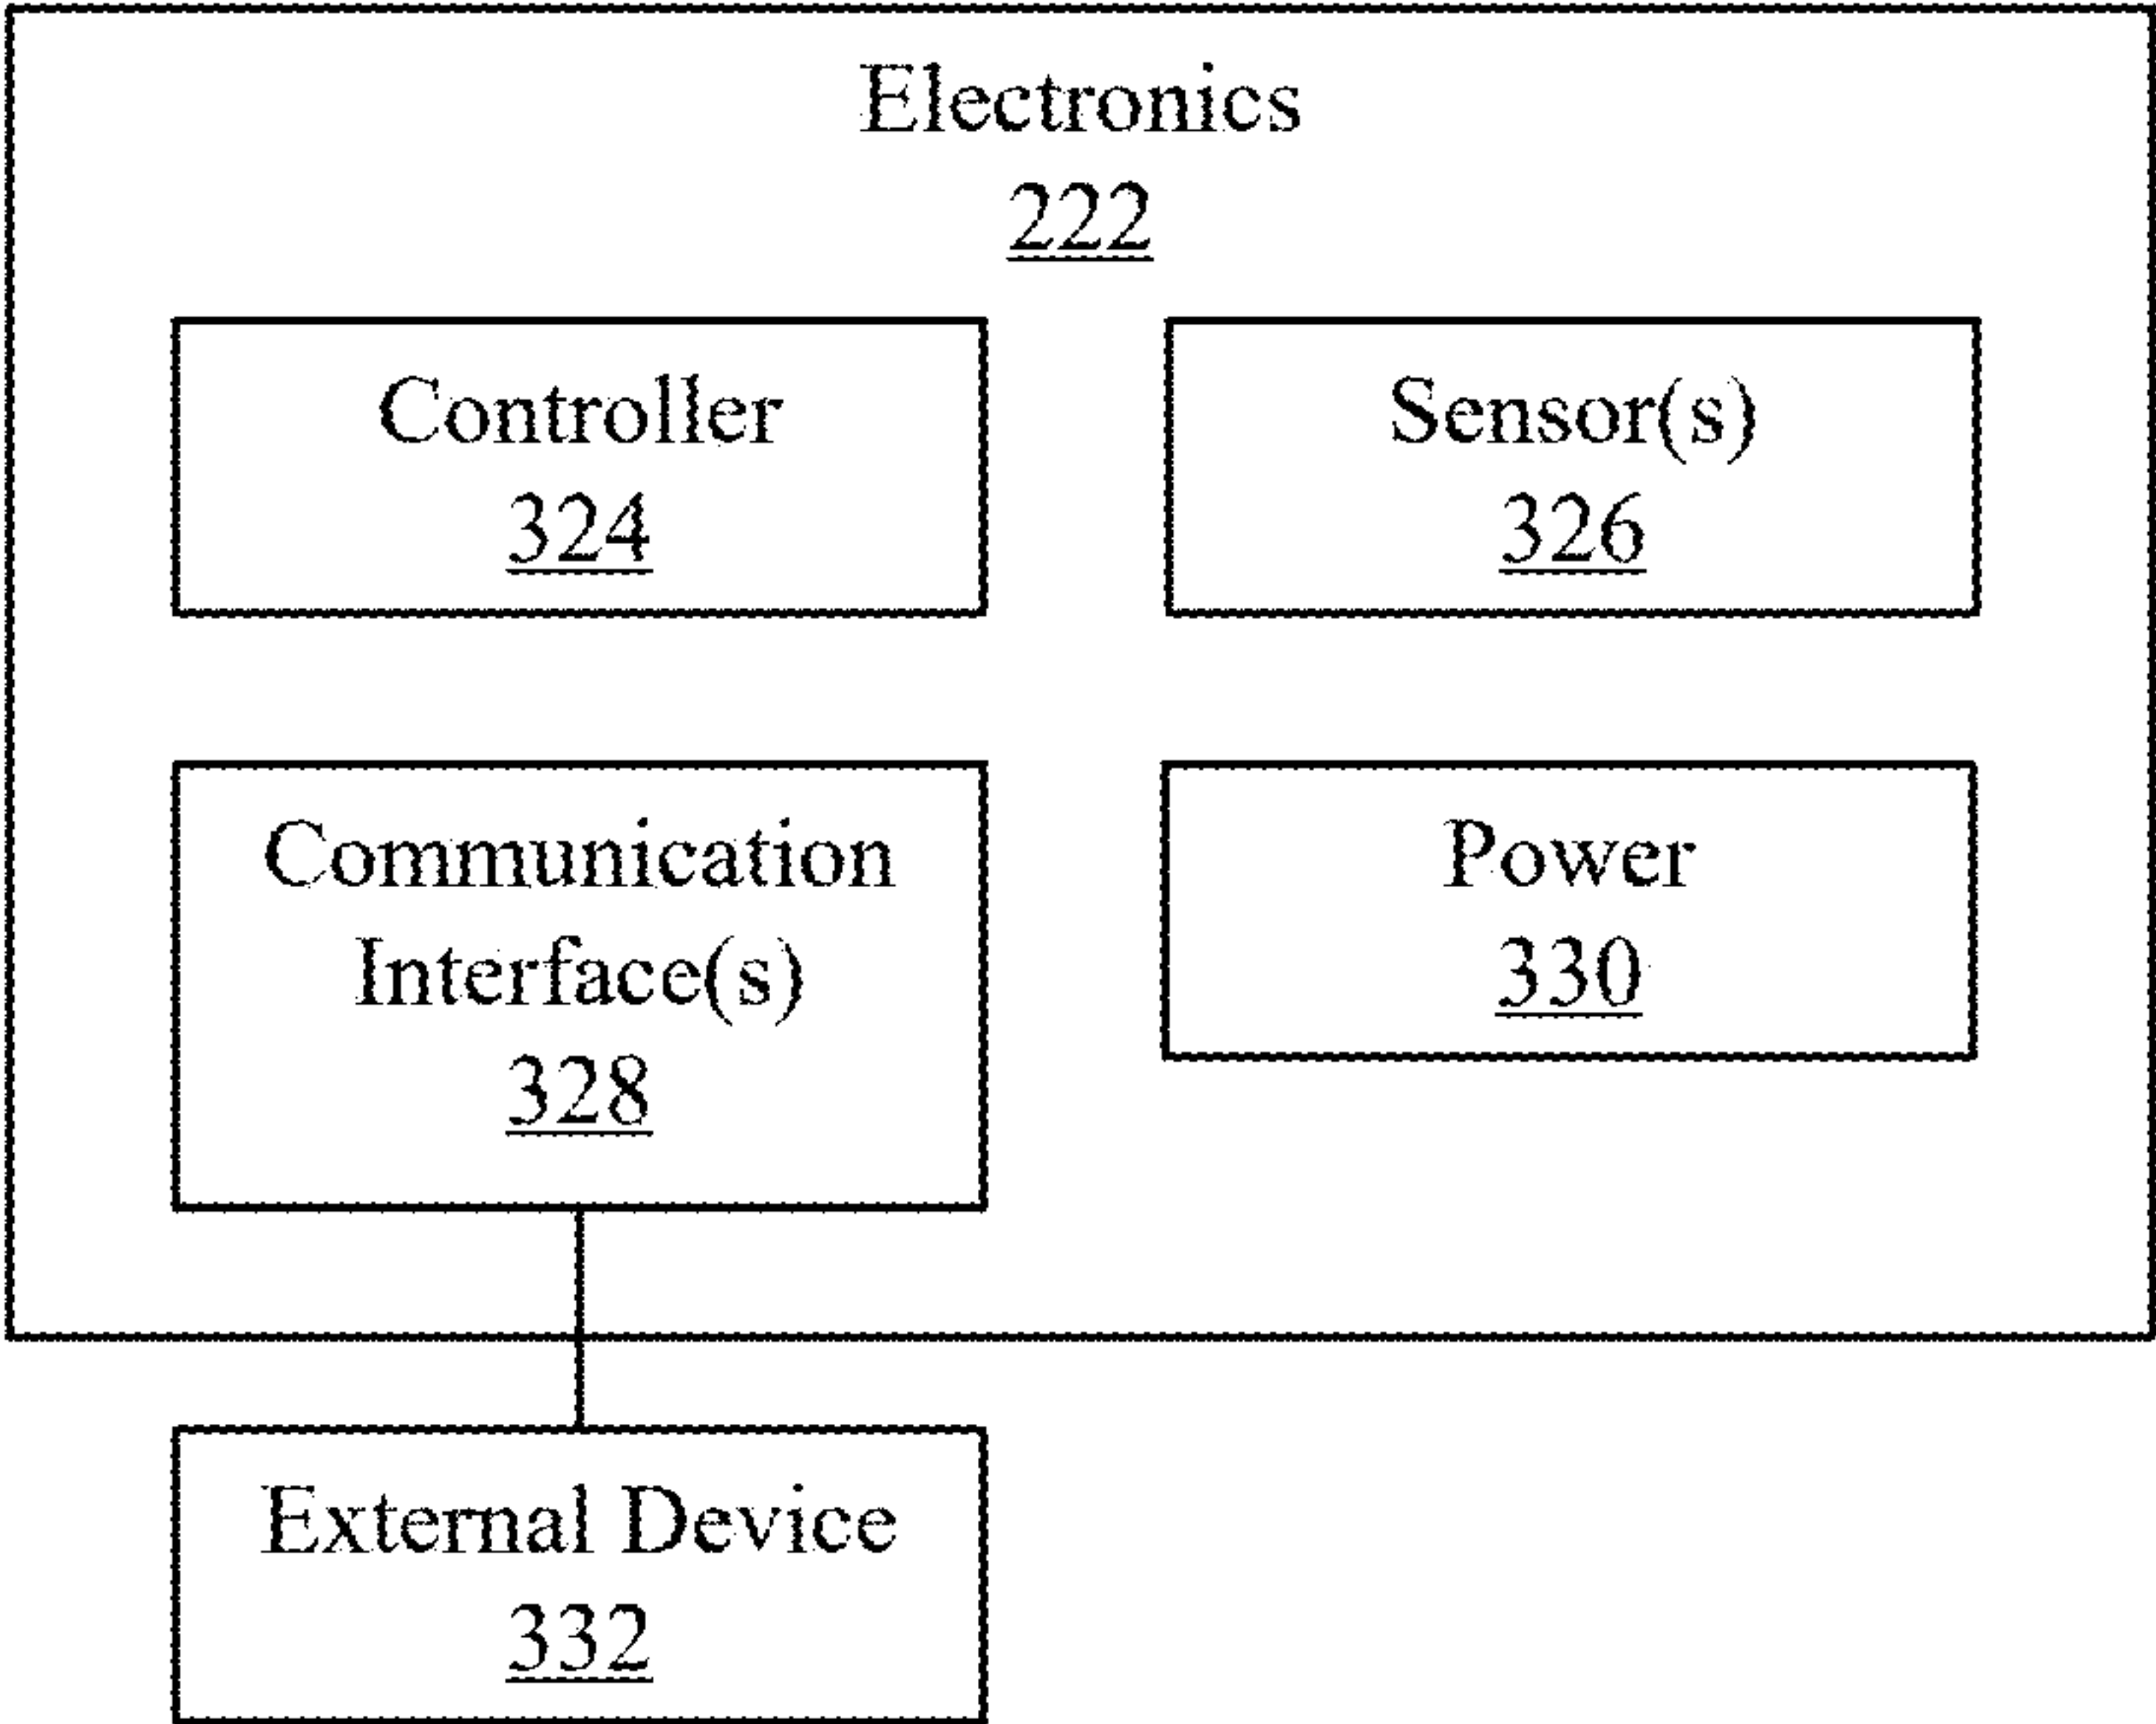 Electronics
222
Controller
324
Sensor(s)
326
Communication
Interface(s)
328
Power
330
External Device
332